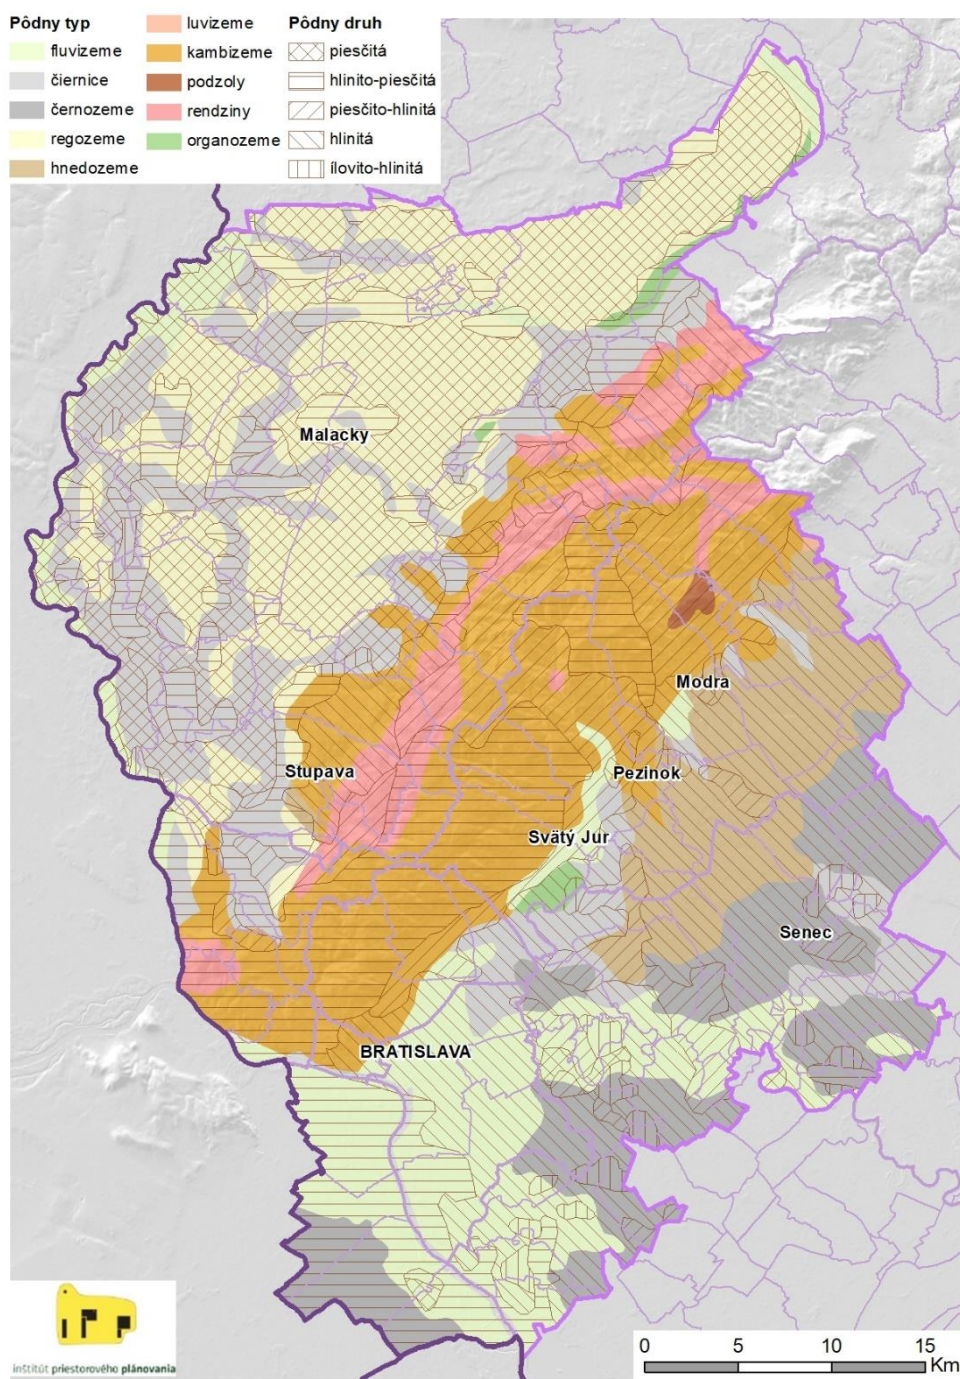 Pôdny typ
fluvizeme
čiernice
černozeme
regozeme
hnedozeme
luvizeme
kambizeme
podzoly
rendziny
organozeme
Pôdny druh
piesčitá
hlinito-piesčitá
piesčito-hlinitá
hlinitá
ílovito-hlinitá
Malacky
Modra
Stupava
Pezinok
Svätý Jur
Senec
BRATISLAVA
inštitút priestorového plánovania
0 5 10 15
Km